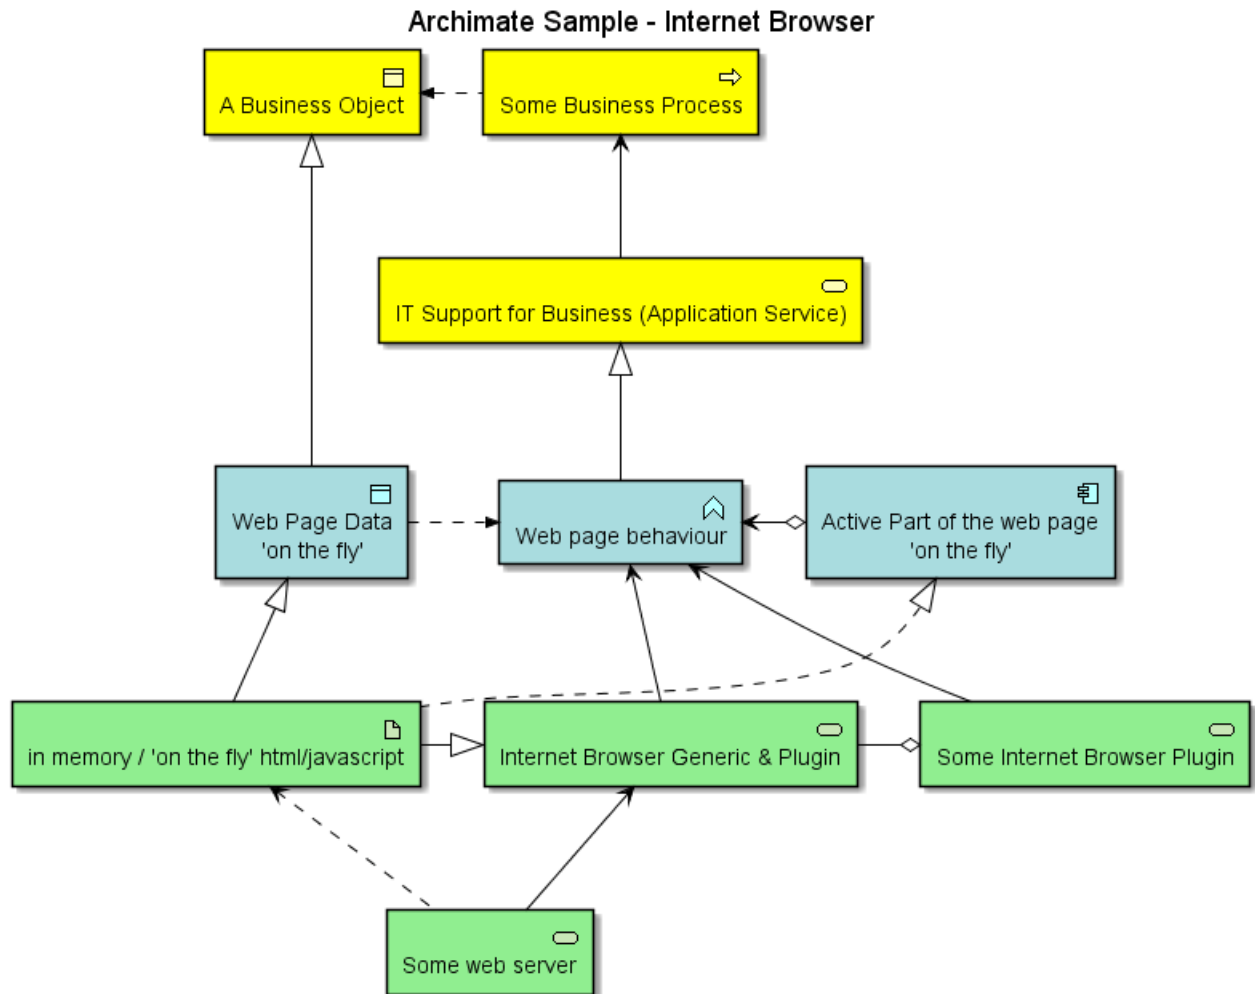 Archimate Sample - Internet Browser
A Business Object
Some Business Process
IT Support for Business (Application Service)
Web Page Data
'on the fly'
Web page behaviour
Active Part of the web page
'on the fly'
in memory / 'on the fly' html/javascript
Internet Browser Generic & Plugin
Some Internet Browser Plugin
Some web server